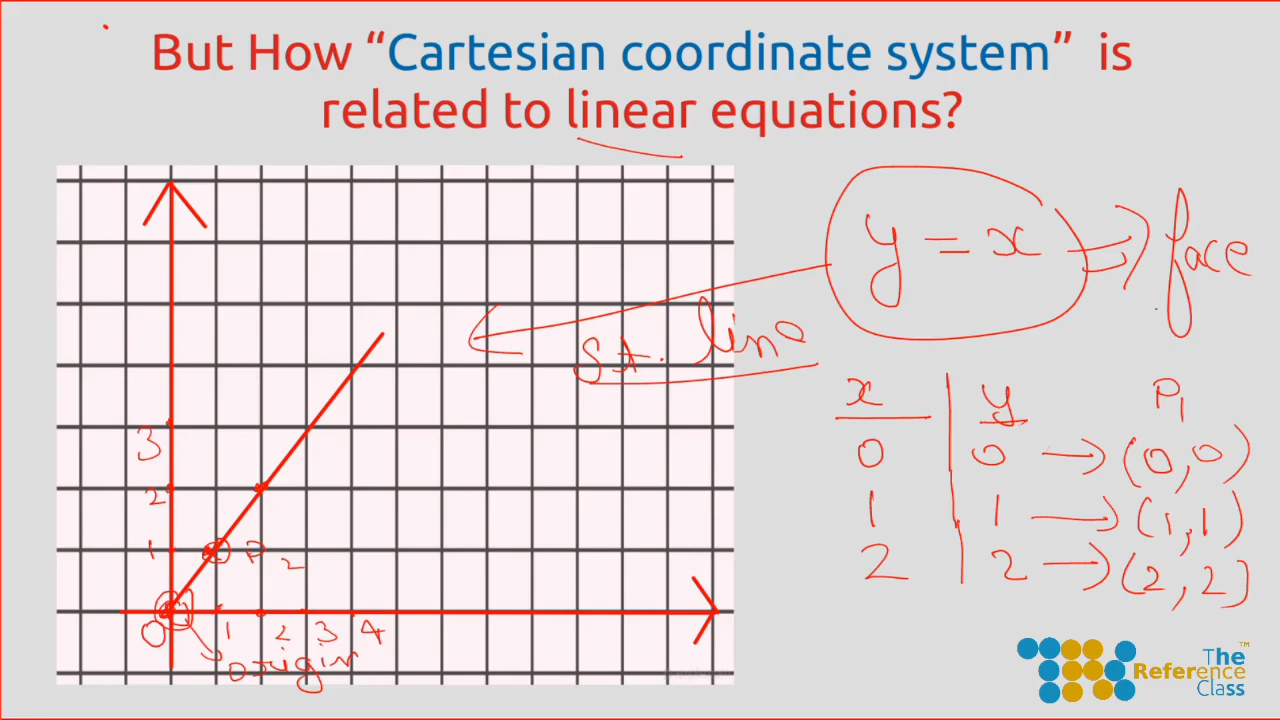 But How “Cartesian coordinate system” is
related to linear equations?
y = x
face
St. line
x y P1
0 0 (0,0)
1 1 (1,1)
2 2 (2,2]
3
2
1
P2
O
1 2 3 4
origin
The™
Reference
Class